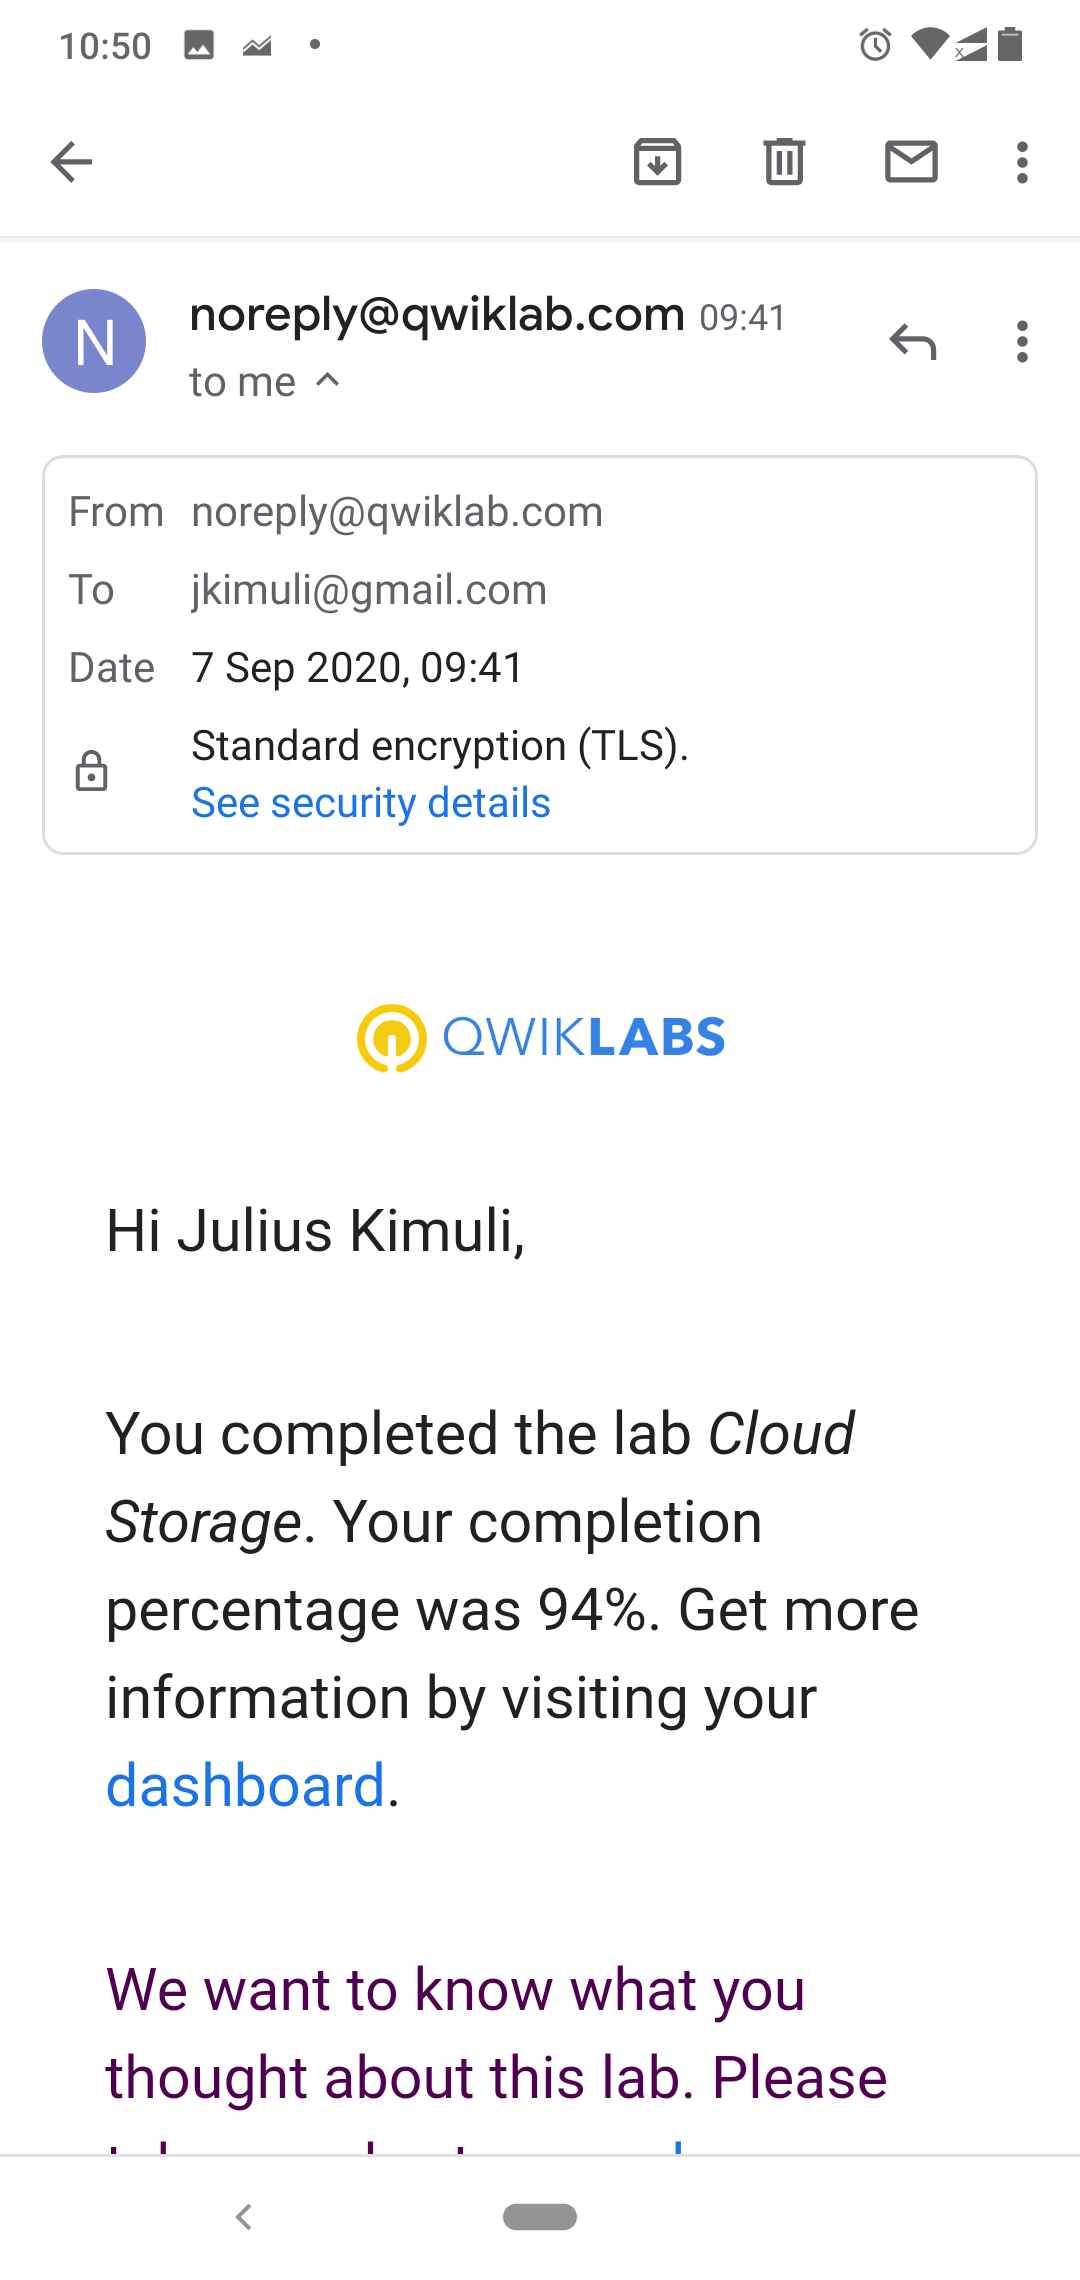 10:50
noreply@qwiklab.com 09:41
N
to me
From noreply@qwiklab.com
To jkimuli@gmail.com
Date 7 Sep 2020, 09:41
Standard encryption (TLS).
See security details
QWIKLABS
Hi Julius Kimuli,
You completed the lab Cloud
Storage. Your completion
percentage was 94%. Get more
information by visiting your
dashboard.
We want to know what you
thought about this lab. Please